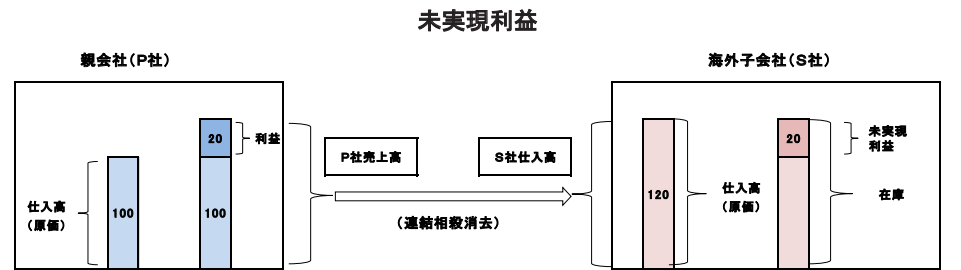 未実現利益
親会社（P社）
海外子会社（S社）
20
利益
100
100
仕入高
（原価）
P社売上高
S社仕入高
（連結相殺消去）
120
仕入高
（原価）
20
未実現
利益
在庫